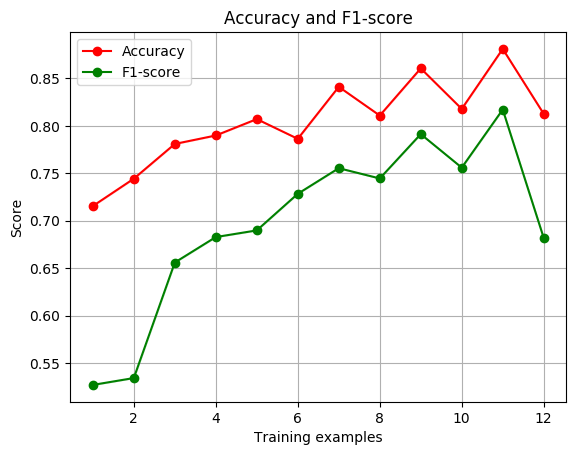 Accuracy and F1-score
Accuracy
F1-score
0.85
0.80
0.75
0.70
0.65
0.60
0.55
Score
2 4 6 8 10 12
Training examples